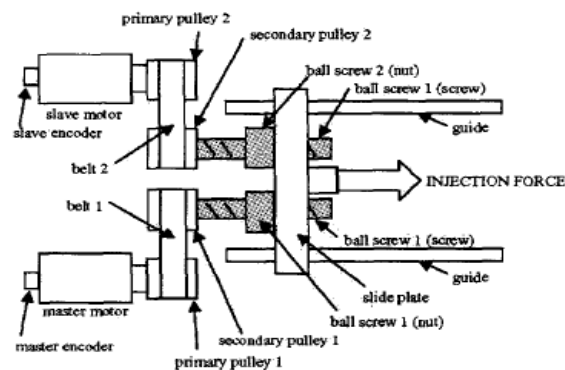 primary pulley 2
secondary pulley 2
ball screw 2 (nut)
ball screw 1 (screw)
slave motor
slave encoder
guide
belt 2
INJECTION FORCE
belt 1
ball screw 1 (screw)
guide
slide plate
master motor
ball screw 1 (nut)
secondary pulley 1
master encoder
primary pulley 1